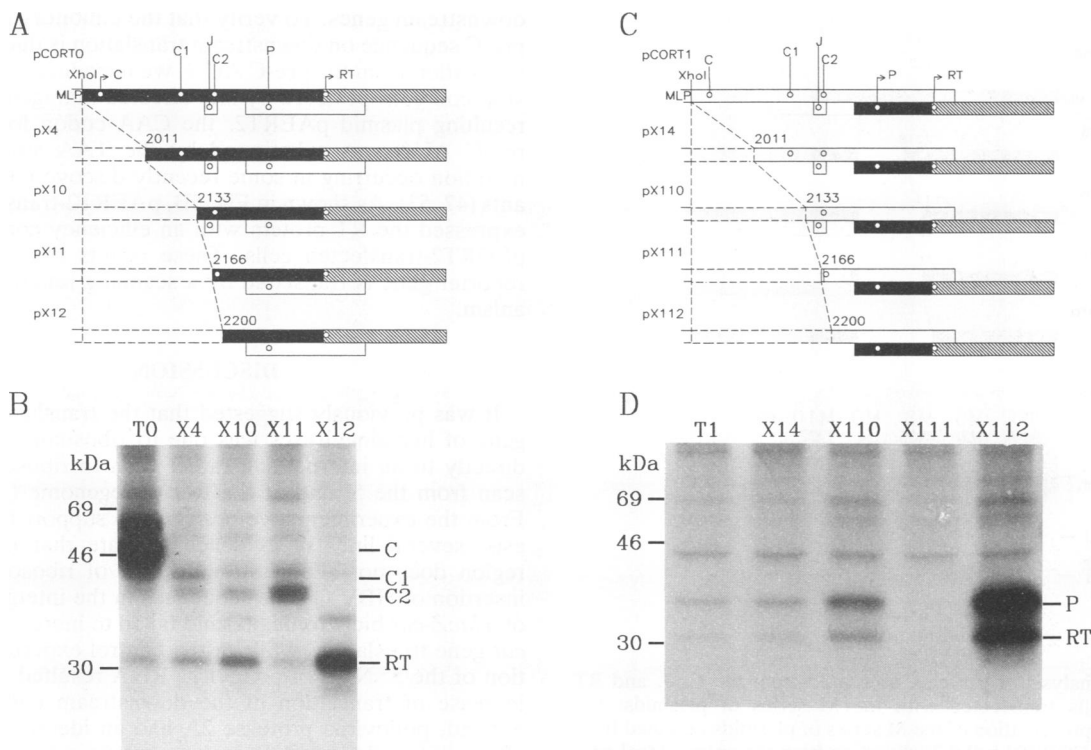 A
J
pCORT0
C1
C2
P
XhoI
C
RT
MLP
2011
pX4
2133
pX10
2166
pX11
2200
pX12
C
J
pCORT1
C1
C2
XhoI
C
P
RT
MLP
2011
pX14
2133
pX110
2166
pX111
2200
pX112
B
T0 X4 X10 X11 X12
kDa
69
46
30
C
C1
C2
RT
D
T1 X14 X110 X111 X112
kDa
69
46
30
P
RT